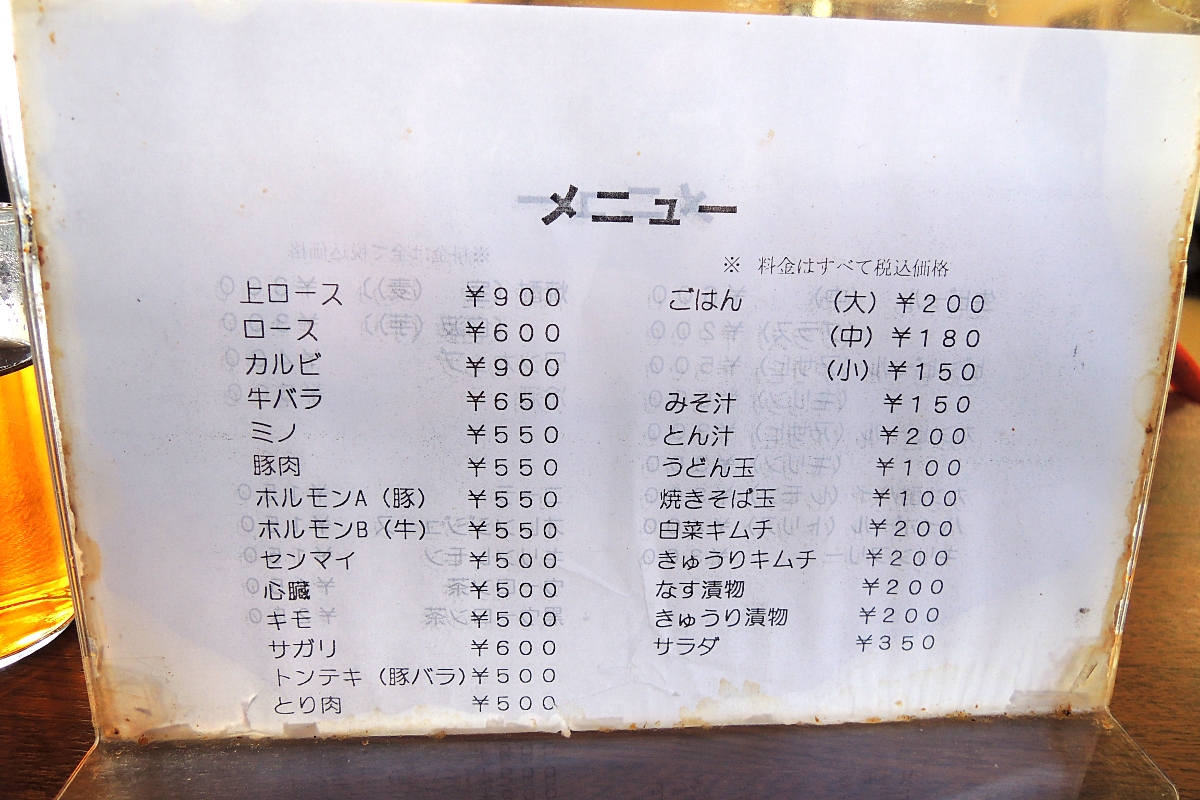 メニュー
※ 料金はすべて税込価格
上ロース ￥９００
ロース ￥６００
カルビ ￥９００
牛バラ ￥６５０
ミノ ￥５５０
豚肉 ￥５５０
ホルモンA（豚） ￥５５０
ホルモンB（牛） ￥５５０
センマイ ￥５００
心臓 ￥５００
キモ ￥５００
サガリ ￥６００
トンテキ（豚バラ）￥５００
とり肉 ￥５００
ごはん （大）￥２００
（中）￥１８０
（小）￥１５０
みそ汁 ￥１５０
とん汁 ￥２００
うどん玉 ￥１００
焼きそば玉 ￥１００
白菜キムチ ￥２００
きゅうりキムチ ￥２００
なす漬物 ￥２００
きゅうり漬物 ￥２００
サラダ ￥３５０